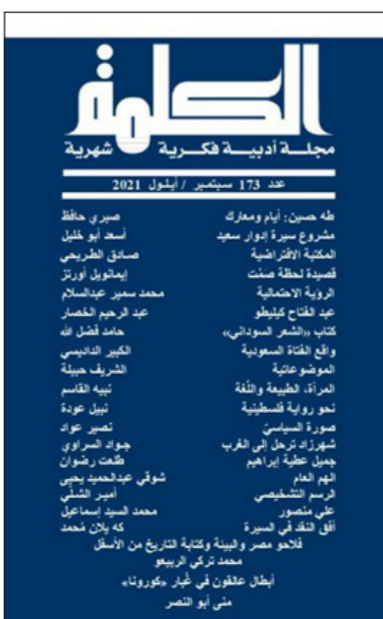 الكلمة
مجلة أدبية فكرية شهرية
عدد 173 سبتمبر / أيلول 2021
طه حسين: أيام ومعارك صبري حافظ
مشروع سيرة إدوار سعيد أسعد أبو خليل
المكتبة الافتراضية صادق الطريحي
قصيدة لحظة صمت إيمانويل أورتز
الرؤية الاحتمالية محمد سمير عبدالسلام
عبد الفتاح كيليطو عبد الرحيم الخصار
كتاب «الشعر السوداني» حامد فضل الله
واقع الفتاة السعودية الكبير الداديسي
الموضوعاتية الشريف حبيلة
المرأة، الطبيعة واللغة نبيه القاسم
نحو رواية فلسطينية نبيل عودة
صورة السياسي نصير عواد
شهرزاد ترحل إلى الغرب جواد السراوي
جميل عطية إبراهيم طلعت رضوان
الهم العام شوقي عبدالحميد يحيى
الرسم التشخيصي أمير الشلّي
علي منصور محمد السيد إسماعيل
أفق النقد في السيرة كه يلان مُحمد
فلاحو مصر والبيئة وكتابة التاريخ من الأسفل
محمد تركي الربيعو
أبطال عالقون في غُبار «كورونا»
منى أبو النصر